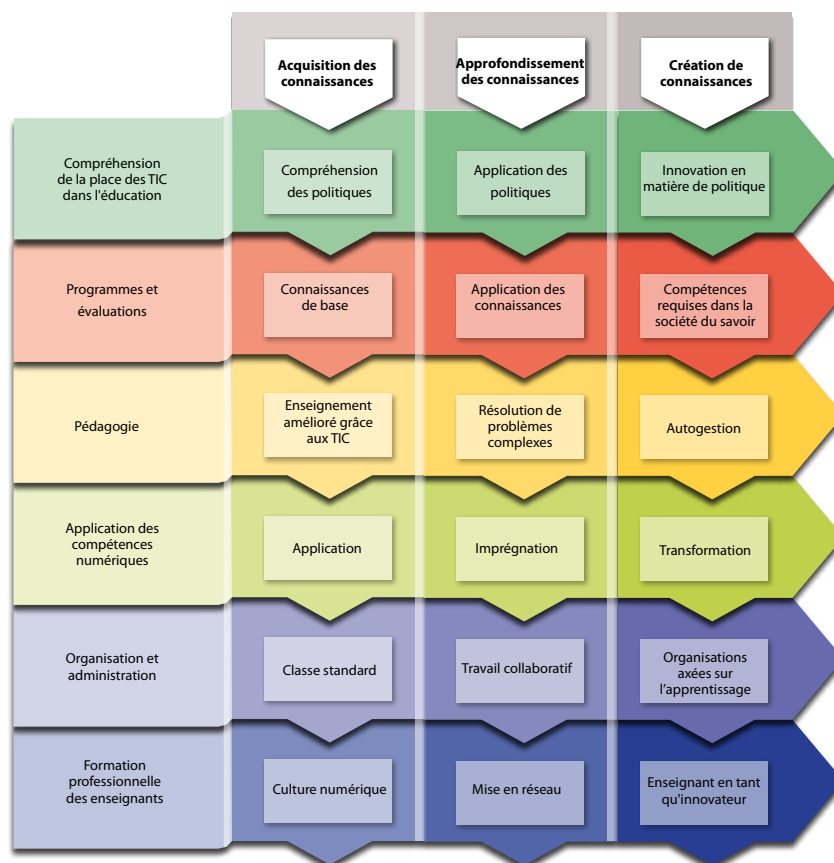 Acquisition des
connaissances
Approfondissement
des connaissances
Création de
connaissances
Compréhension
de la place des TIC
dans l'éducation
Compréhension
des politiques
Application des
politiques
Innovation en
matière de politique
Programmes et
évaluations
Connaissances
de base
Application des
connaissances
Compétences
requises dans la
société du savoir
Pédagogie
Enseignement
amélioré grâce
aux TIC
Résolution de
problèmes
complexes
Autogestion
Application des
compétences
numériques
Application
Imprégnation
Transformation
Organisation et
administration
Classe standard
Travail collaboratif
Organisations
axées sur
l’apprentissage
Formation
professionnelle
des enseignants
Culture numérique
Mise en réseau
Enseignant en tant
qu'innovateur